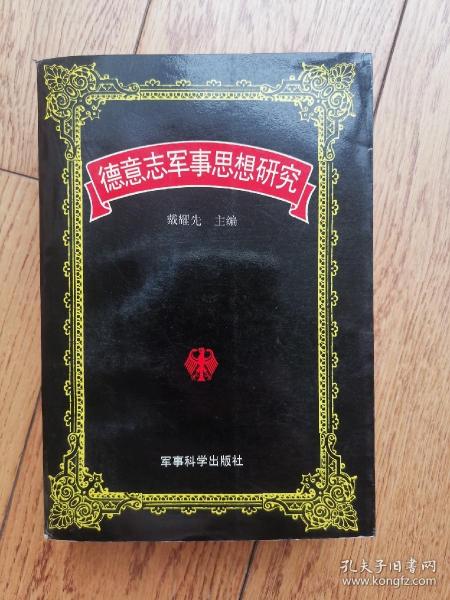 德意志军事思想研究
戴耀先 主编
军事科学出版社
孔夫子旧书网
www.kongfz.com